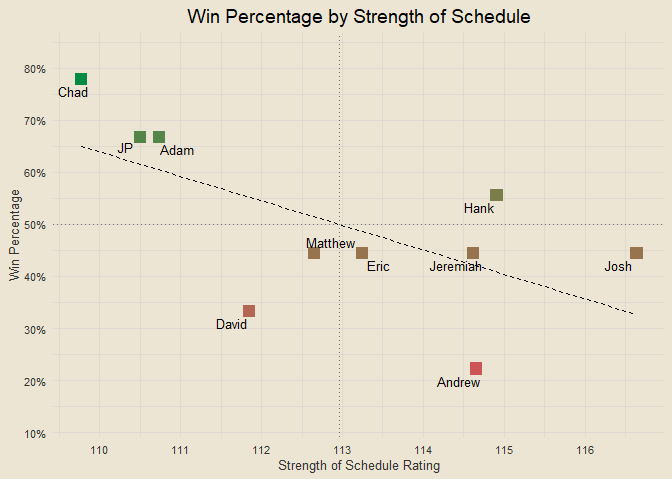 Win Percentage by Strength of Schedule
80%
Chad
70%
JP
Adam
60%
Hank
50%
Matthew
Eric
Jeremiah
Josh
40%
David
30%
Andrew
20%
10%
Win Percentage
110
111
112
113
114
115
116
Strength of Schedule Rating